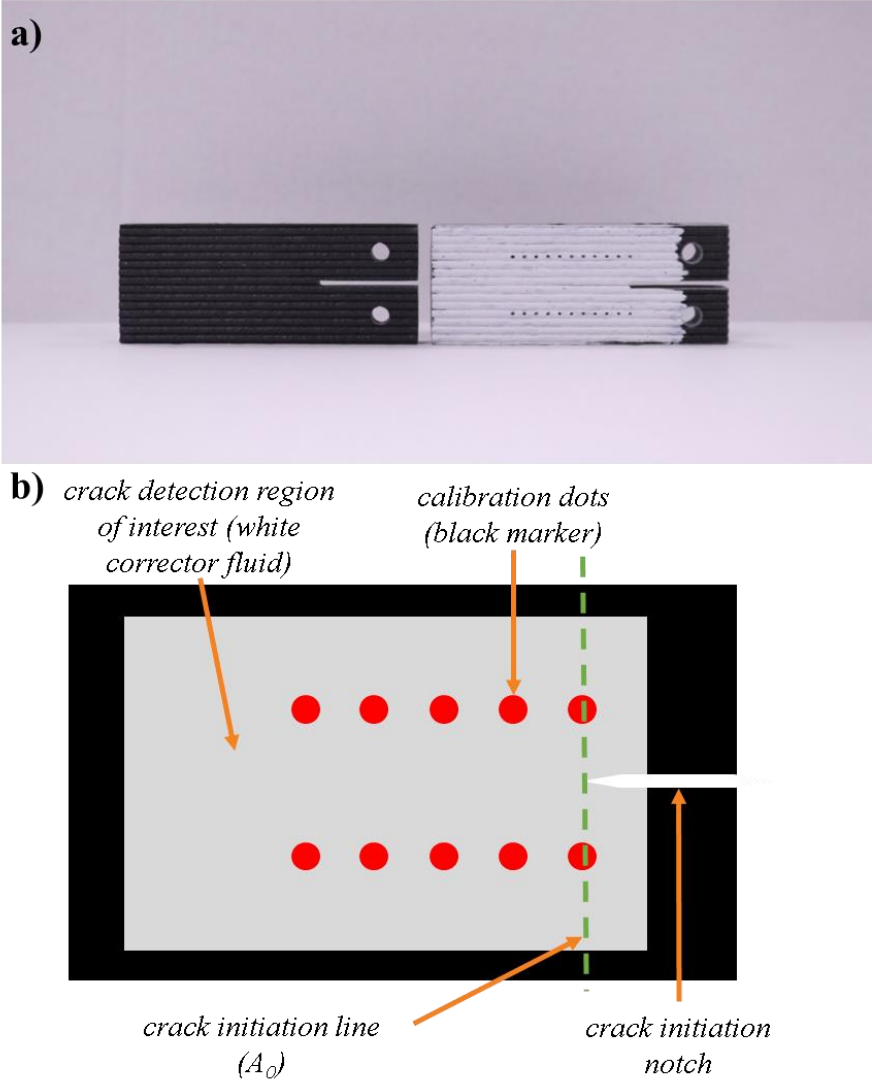 a)
b)
crack detection region
of interest (white
corrector fluid)
calibration dots
(black marker)
crack initiation line
(A₀)
crack initiation
notch